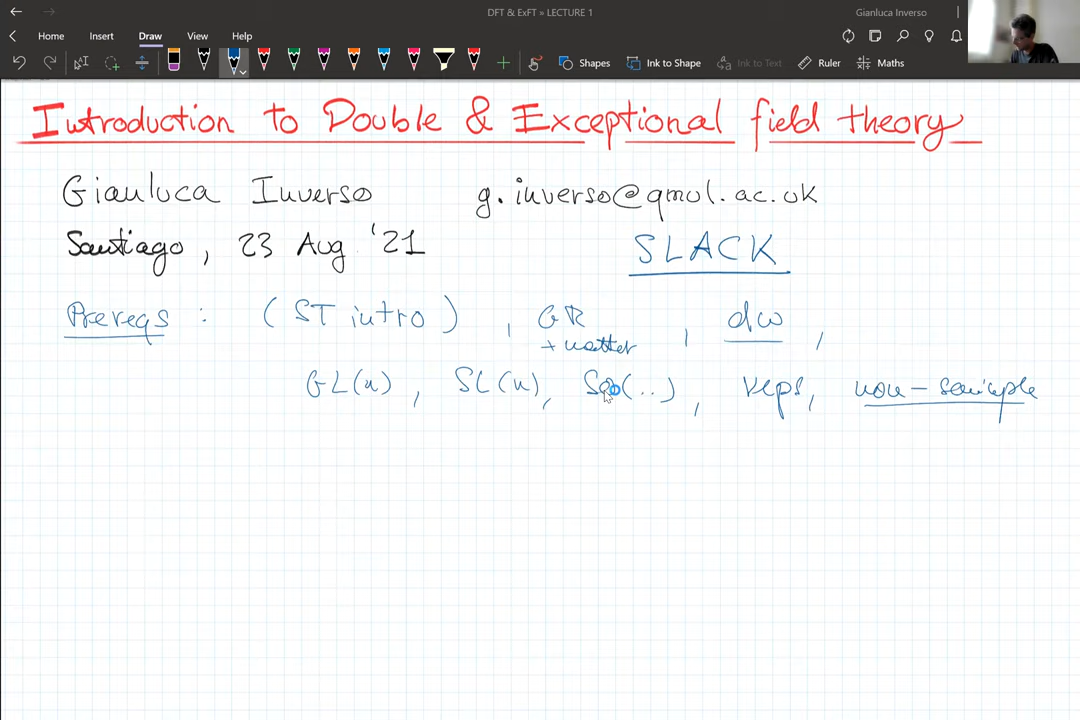 DFT & ExFT » LECTURE 1
Gianluca Inverso
Home Insert Draw View Help
Shapes Ink to Shape Ink to Text Ruler Maths
Introduction to Double & Exceptional field theory
Gianluca Inverso g.inverso@qmul.ac.uk
Santiago, 23 Aug '21 SLACK
Prereqs : (ST intro), GR + matter, dω,
GL(n), SL(n), SO(..), reps, non-semisimple